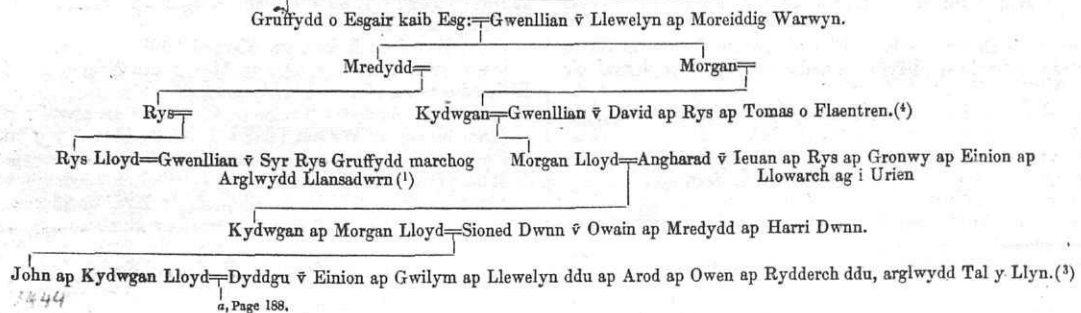 Gruffydd o Esgair kaib Esg:=Gwenllian ṽ Llewelyn ap Moreiddig Warwyn.
Mredydd= Morgan=
Rys= Kydwgan=Gwenllian ṽ David ap Rys ap Tomas o Flaentren.(⁴)
Rys Lloyd=Gwenllian ṽ Syr Rys Gruffydd marchog Morgan Lloyd=Angharad ṽ Ieuan ap Rys ap Gronwy ap Einion ap
Arglwydd Llansadwrn(¹) Llowarch ag i Urien
Kydwgan ap Morgan Lloyd=Sioned Dwnn ṽ Owain ap Mredydd ap Harri Dwnn.
John ap Kydwgan Lloyd=Dyddgu ṽ Einion ap Gwilym ap Llewelyn ddu ap Arod ap Owen ap Rydderch ddu, arglwydd Tal y Llyn.(³)
a, Page 188.